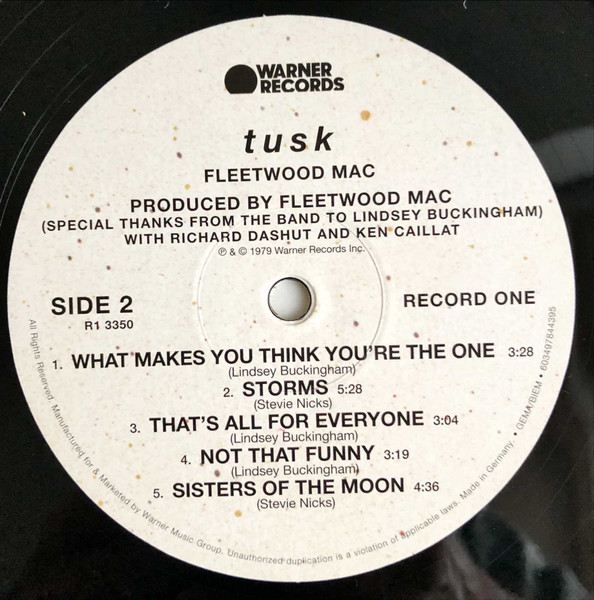 WARNER
RECORDS
tusk
FLEETWOOD MAC
PRODUCED BY FLEETWOOD MAC
(SPECIAL THANKS FROM THE BAND TO LINDSEY BUCKINGHAM)
WITH RICHARD DASHUT AND KEN CAILLAT
℗ & © 1979 Warner Records Inc.
SIDE 2
R1 3350
RECORD ONE
1. WHAT MAKES YOU THINK YOU'RE THE ONE 3:28
(Lindsey Buckingham)
2. STORMS 5:28
(Stevie Nicks)
3. THAT'S ALL FOR EVERYONE 3:04
(Lindsey Buckingham)
4. NOT THAT FUNNY 3:19
(Lindsey Buckingham)
5. SISTERS OF THE MOON 4:36
(Stevie Nicks)
All Rights Reserved. Manufactured for & Marketed by Warner Music Group. Unauthorized duplication is a violation of applicable laws. Made in Germany. • GEMA/BIEM • 603497844395